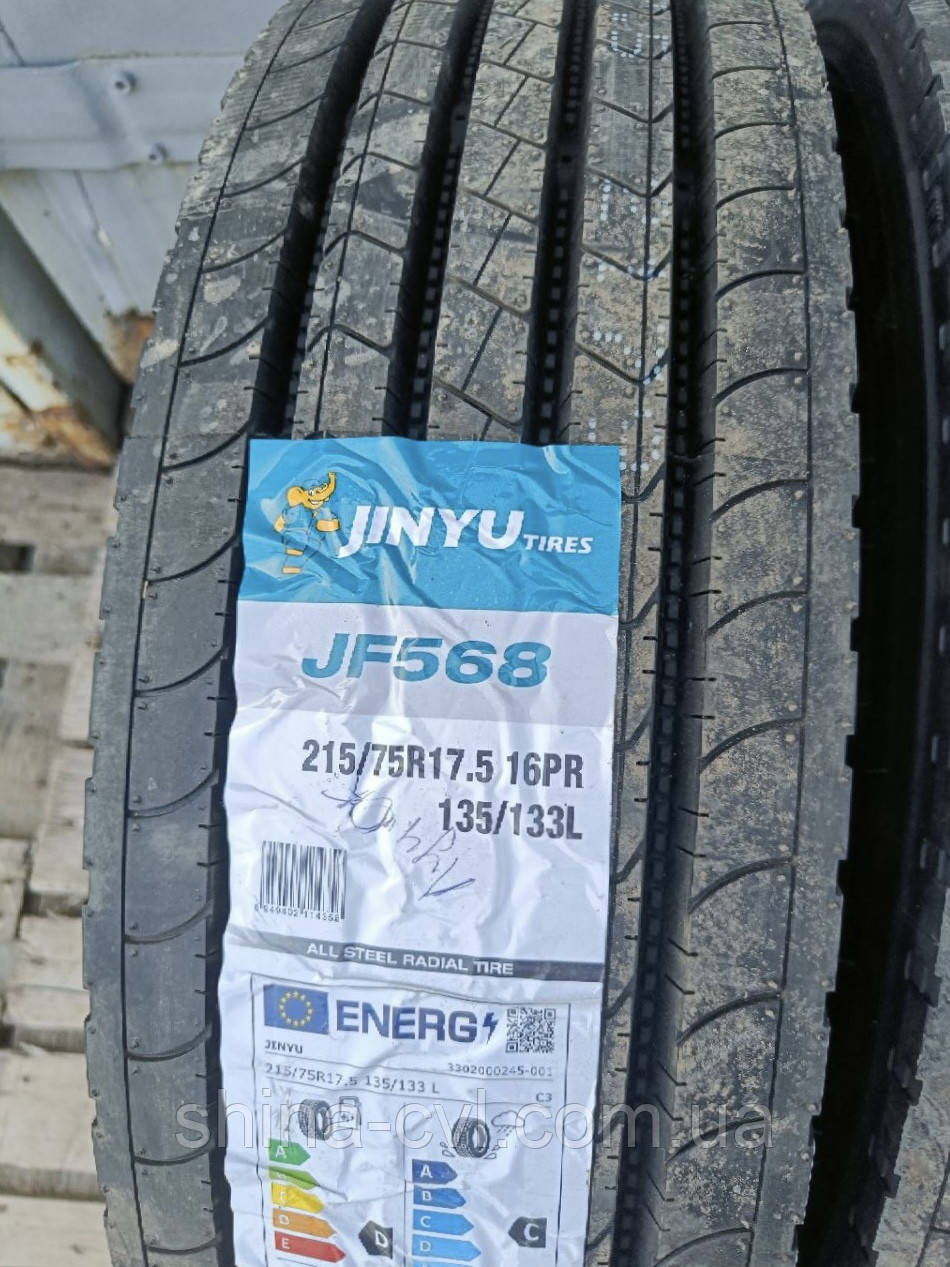 JINYU TIRES
JF568
215/75R17.5 16PR
135/133L
ALL STEEL RADIAL TIRE
ENERG
JINYU
3302000245-001
215/75R17.5 135/133 L
C3
shina-cvl.com.ua
A
A
B
D
C
E
D
D
C